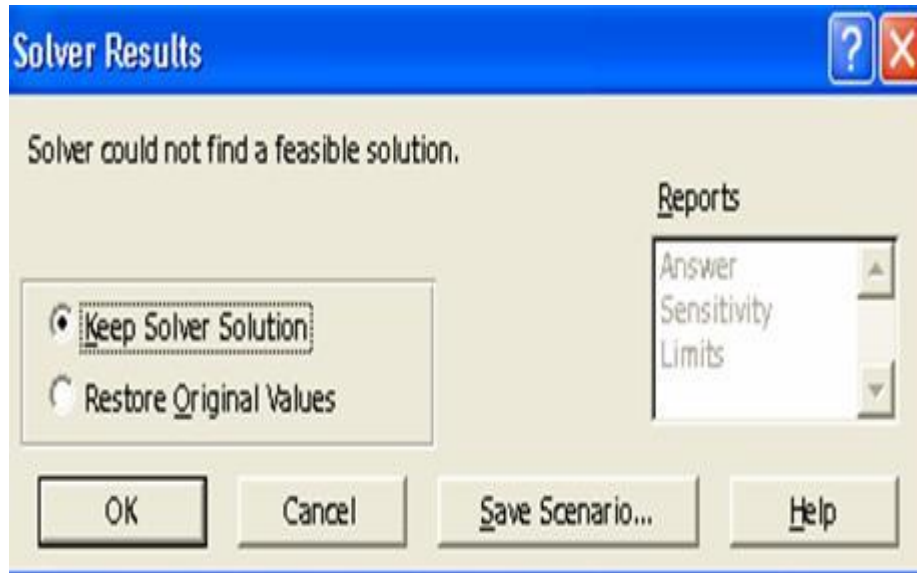 Solver Results
?
Solver could not find a feasible solution.
Reports
Answer
Sensitivity
Limits
Keep Solver Solution
Restore Original Values
OK
Cancel
Save Scenario...
Help